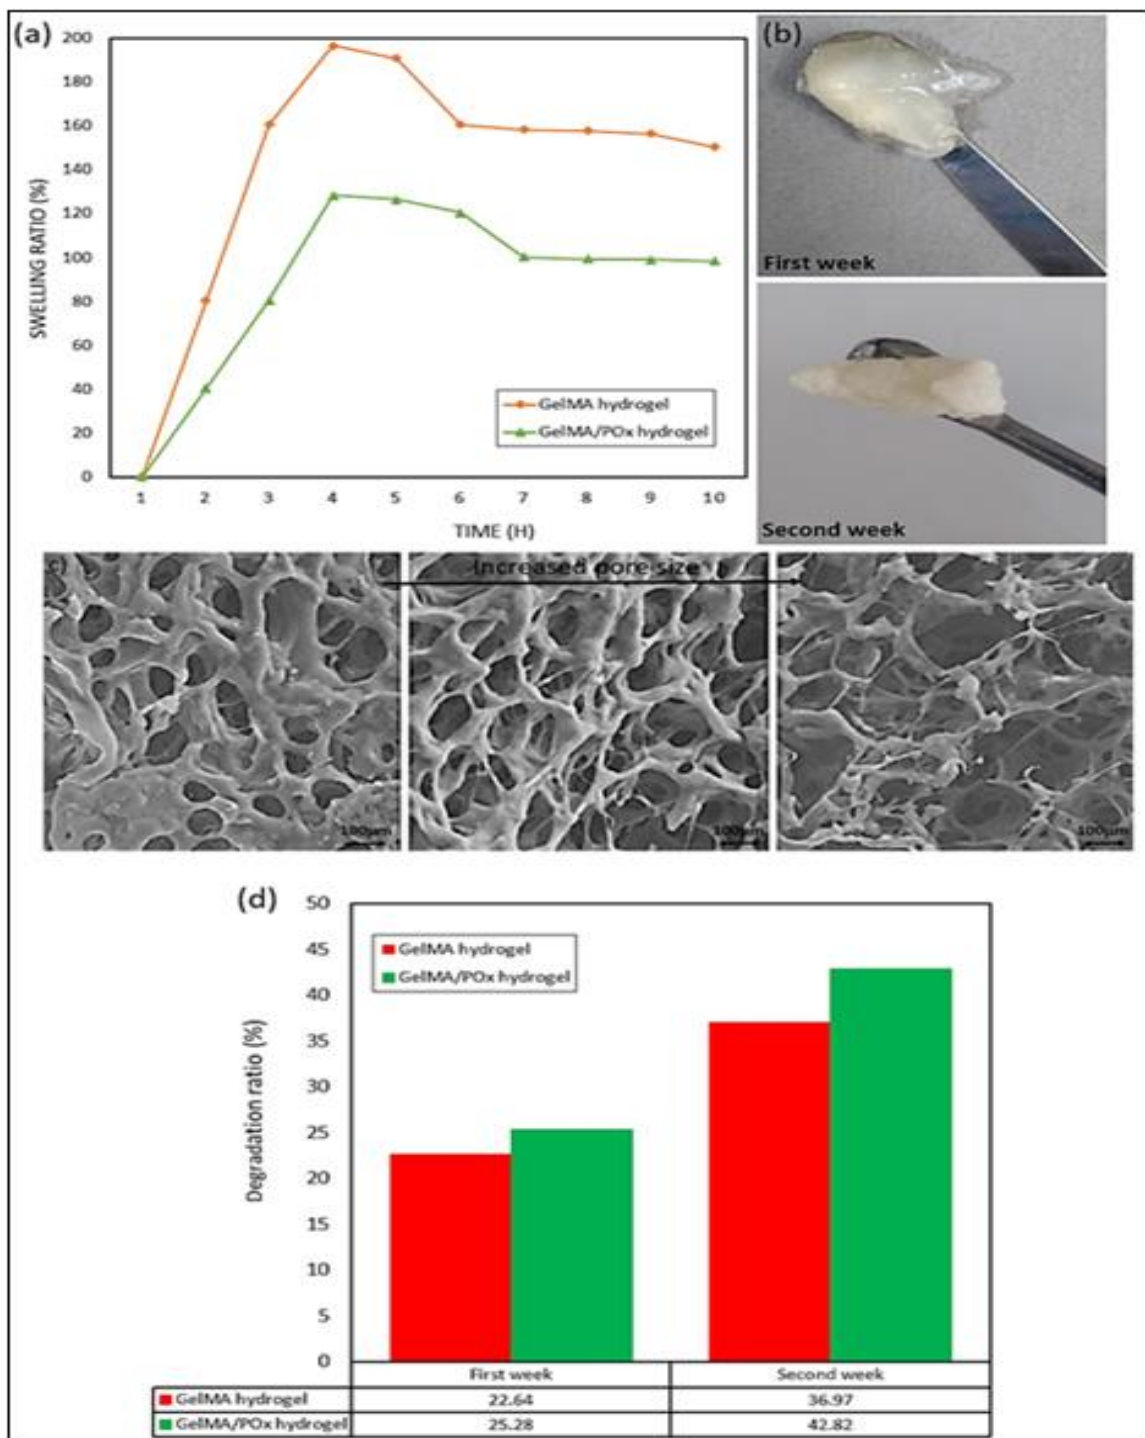 (a)
200
180
160
140
120
100
80
60
40
20
0
SWELLING RATIO (%)
1 2 3 4 5 6 7 8 9 10
TIME (H)
GelMA hydrogel
GelMA/POx hydrogel
(b)
First week
Second week
c)
Increased pore size
100µm
100µm
100µm
(d)
50
45
40
35
30
25
20
15
10
5
0
Degradation ratio (%)
GelMA hydrogel
GelMA/POx hydrogel
First week Second week
GelMA hydrogel 22.64 36.97
GelMA/POx hydrogel 25.28 42.82